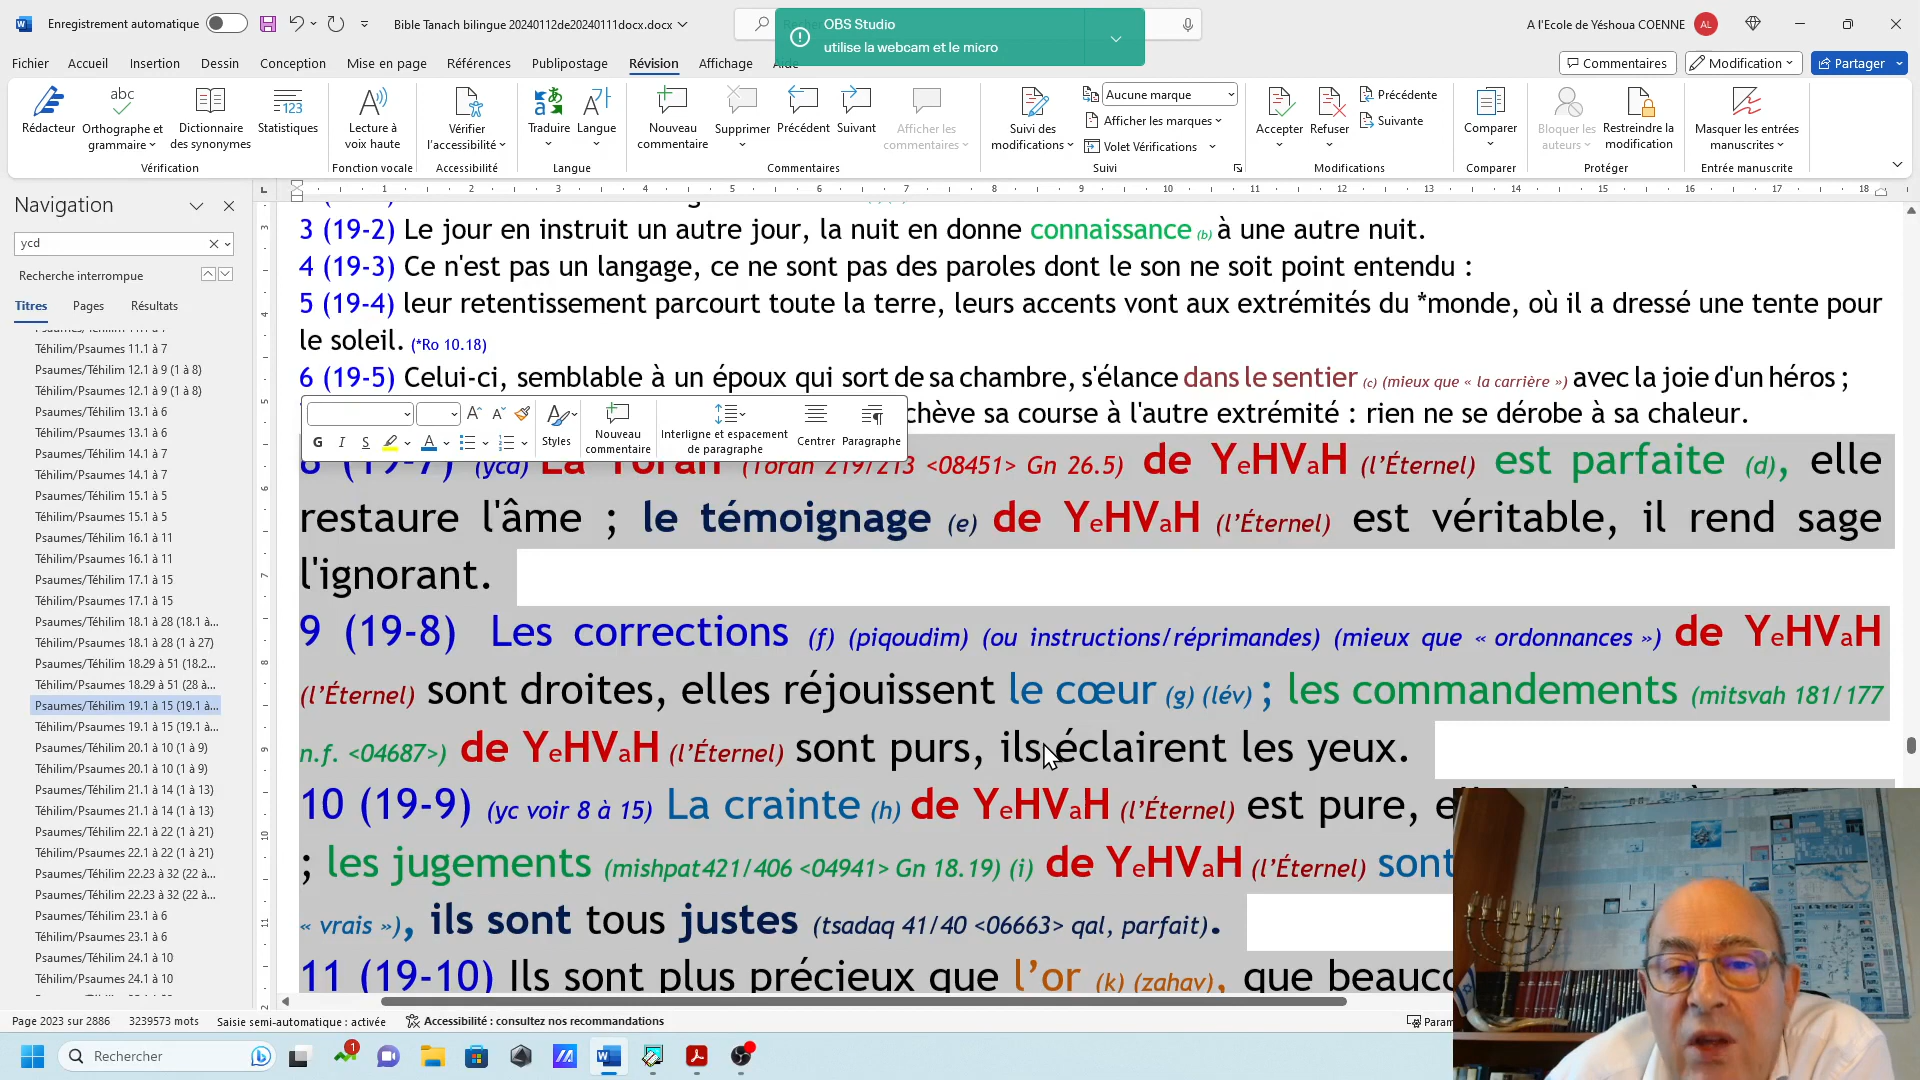 Enregistrement automatique
Bible Tanach bilingue 20240112de20240111docx.docx
OBS Studio
utilise la webcam et le micro
A l'Ecole de Yéshoua COENNE
AL
Fichier Accueil Insertion Dessin Conception Mise en page Références Publipostage Révision Affichage Aide
Commentaires Modification Partager
Rédacteur
Orthographe et grammaire
Dictionnaire des synonymes
Statistiques
Lecture à voix haute
Vérifier l'accessibilité
Traduire
Langue
Nouveau commentaire
Supprimer
Précédent
Suivant
Afficher les commentaires
Suivi des modifications
Aucune marque
Afficher les marques
Volet Vérifications
Accepter
Refuser
Précédente
Suivante
Comparer
Bloquer les auteurs
Restreindre la modification
Masquer les entrées manuscrites
Vérification Fonction vocale Accessibilité Langue Commentaires Suivi Modifications Comparer Protéger Entrée manuscrite
Navigation
ycd
Recherche interrompue
Titres Pages Résultats
Psaumes/Téhilim 11.1 à 7
Téhilim/Psaumes 11.1 à 7
Psaumes/Téhilim 12.1 à 9 (1 à 8)
Téhilim/Psaumes 12.1 à 9 (1 à 8)
Psaumes/Téhilim 13.1 à 6
Téhilim/Psaumes 13.1 à 6
Psaumes/Téhilim 14.1 à 7
Téhilim/Psaumes 14.1 à 7
Psaumes/Téhilim 15.1 à 5
Téhilim/Psaumes 15.1 à 5
Psaumes/Téhilim 16.1 à 11
Téhilim/Psaumes 16.1 à 11
Psaumes/Téhilim 17.1 à 15
Téhilim/Psaumes 17.1 à 15
Psaumes/Téhilim 18.1 à 28 (18.1 à...
Téhilim/Psaumes 18.1 à 28 (1 à 27)
Psaumes/Téhilim 18.29 à 51 (18.2...
Téhilim/Psaumes 18.29 à 51 (28 à...
Psaumes/Téhilim 19.1 à 15 (19.1 à...
Téhilim/Psaumes 19.1 à 15 (19.1 à...
Psaumes/Téhilim 20.1 à 10 (1 à 9)
Téhilim/Psaumes 20.1 à 10 (1 à 9)
Psaumes/Téhilim 21.1 à 14 (1 à 13)
Téhilim/Psaumes 21.1 à 14 (1 à 13)
Psaumes/Téhilim 22.1 à 22 (1 à 21)
Téhilim/Psaumes 22.1 à 22 (1 à 21)
Psaumes/Téhilim 22.23 à 32 (22 à...
Téhilim/Psaumes 22.23 à 32 (22 à...
Psaumes/Téhilim 23.1 à 6
Téhilim/Psaumes 23.1 à 6
Psaumes/Téhilim 24.1 à 10
Téhilim/Psaumes 24.1 à 10
3 (19-2) Le jour en instruit un autre jour, la nuit en donne connaissance (b) à une autre nuit.
4 (19-3) Ce n'est pas un langage, ce ne sont pas des paroles dont le son ne soit point entendu :
5 (19-4) leur retentissement parcourt toute la terre, leurs accents vont aux extrémités du *monde, où il a dressé une tente pour
le soleil. (*Ro 10.18)
6 (19-5) Celui-ci, semblable à un époux qui sort de sa chambre, s'élance dans le sentier (c) (mieux que « la carrière ») avec la joie d'un héros ;
chève sa course à l'autre extrémité : rien ne se dérobe à sa chaleur.
G I S A Styles Nouveau commentaire Interligne et espacement de paragraphe Centrer Paragraphe
8 (19-7) (ycd) La Torah (Torah 219/213 <08451> Gn 26.5) de YeHVaH (l'Éternel) est parfaite (d), elle
restaure l'âme ; le témoignage (e) de YeHVaH (l'Éternel) est véritable, il rend sage
l'ignorant.
9 (19-8) Les corrections (f) (piqoudim) (ou instructions/réprimandes) (mieux que « ordonnances ») de YeHVaH
(l'Éternel) sont droites, elles réjouissent le cœur (g) (lév) ; les commandements (mitsvah 181/177
n.f. <04687>) de YeHVaH (l'Éternel) sont purs, ils éclairent les yeux.
10 (19-9) (yc voir 8 à 15) La crainte (h) de YeHVaH (l'Éternel) est pure,
; les jugements (mishpat 421/406 <04941> Gn 18.19) (i) de YeHVaH (l'Éternel) sont
« vrais »), ils sont tous justes (tsadaq 41/40 <06663> qal, parfait).
11 (19-10) Ils sont plus précieux que l'or (k) (zahav), que beauco
Page 2023 sur 2886 3239573 mots Saisie semi-automatique : activée Accessibilité : consultez nos recommandations Param
Rechercher
1